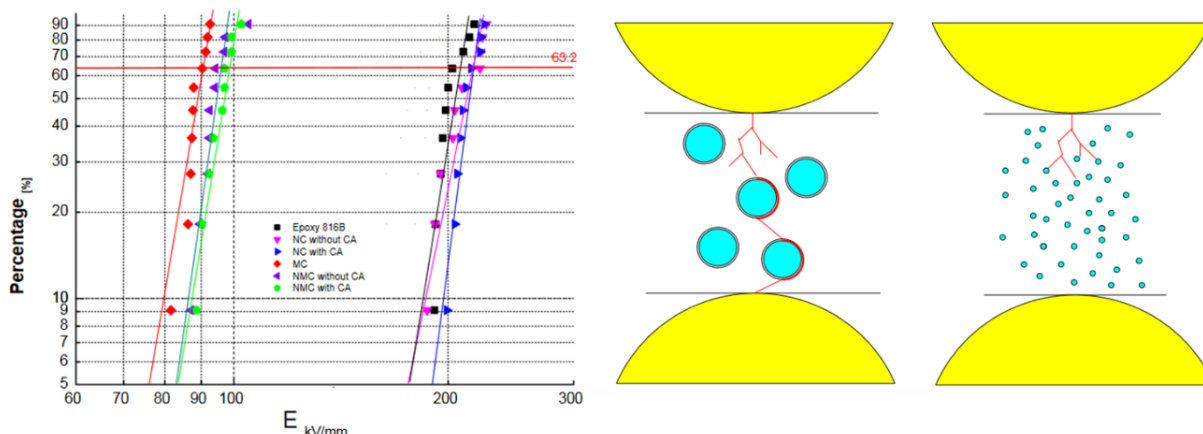 90
80
70
60
50
40
30
20
10
9
8
7
6
5
Percentage [%]
63.2
Epoxy 816B
NC without CA
NC with CA
MC
NMC without CA
NMC with CA
60 70 80 90 100 200 300
E kV/mm